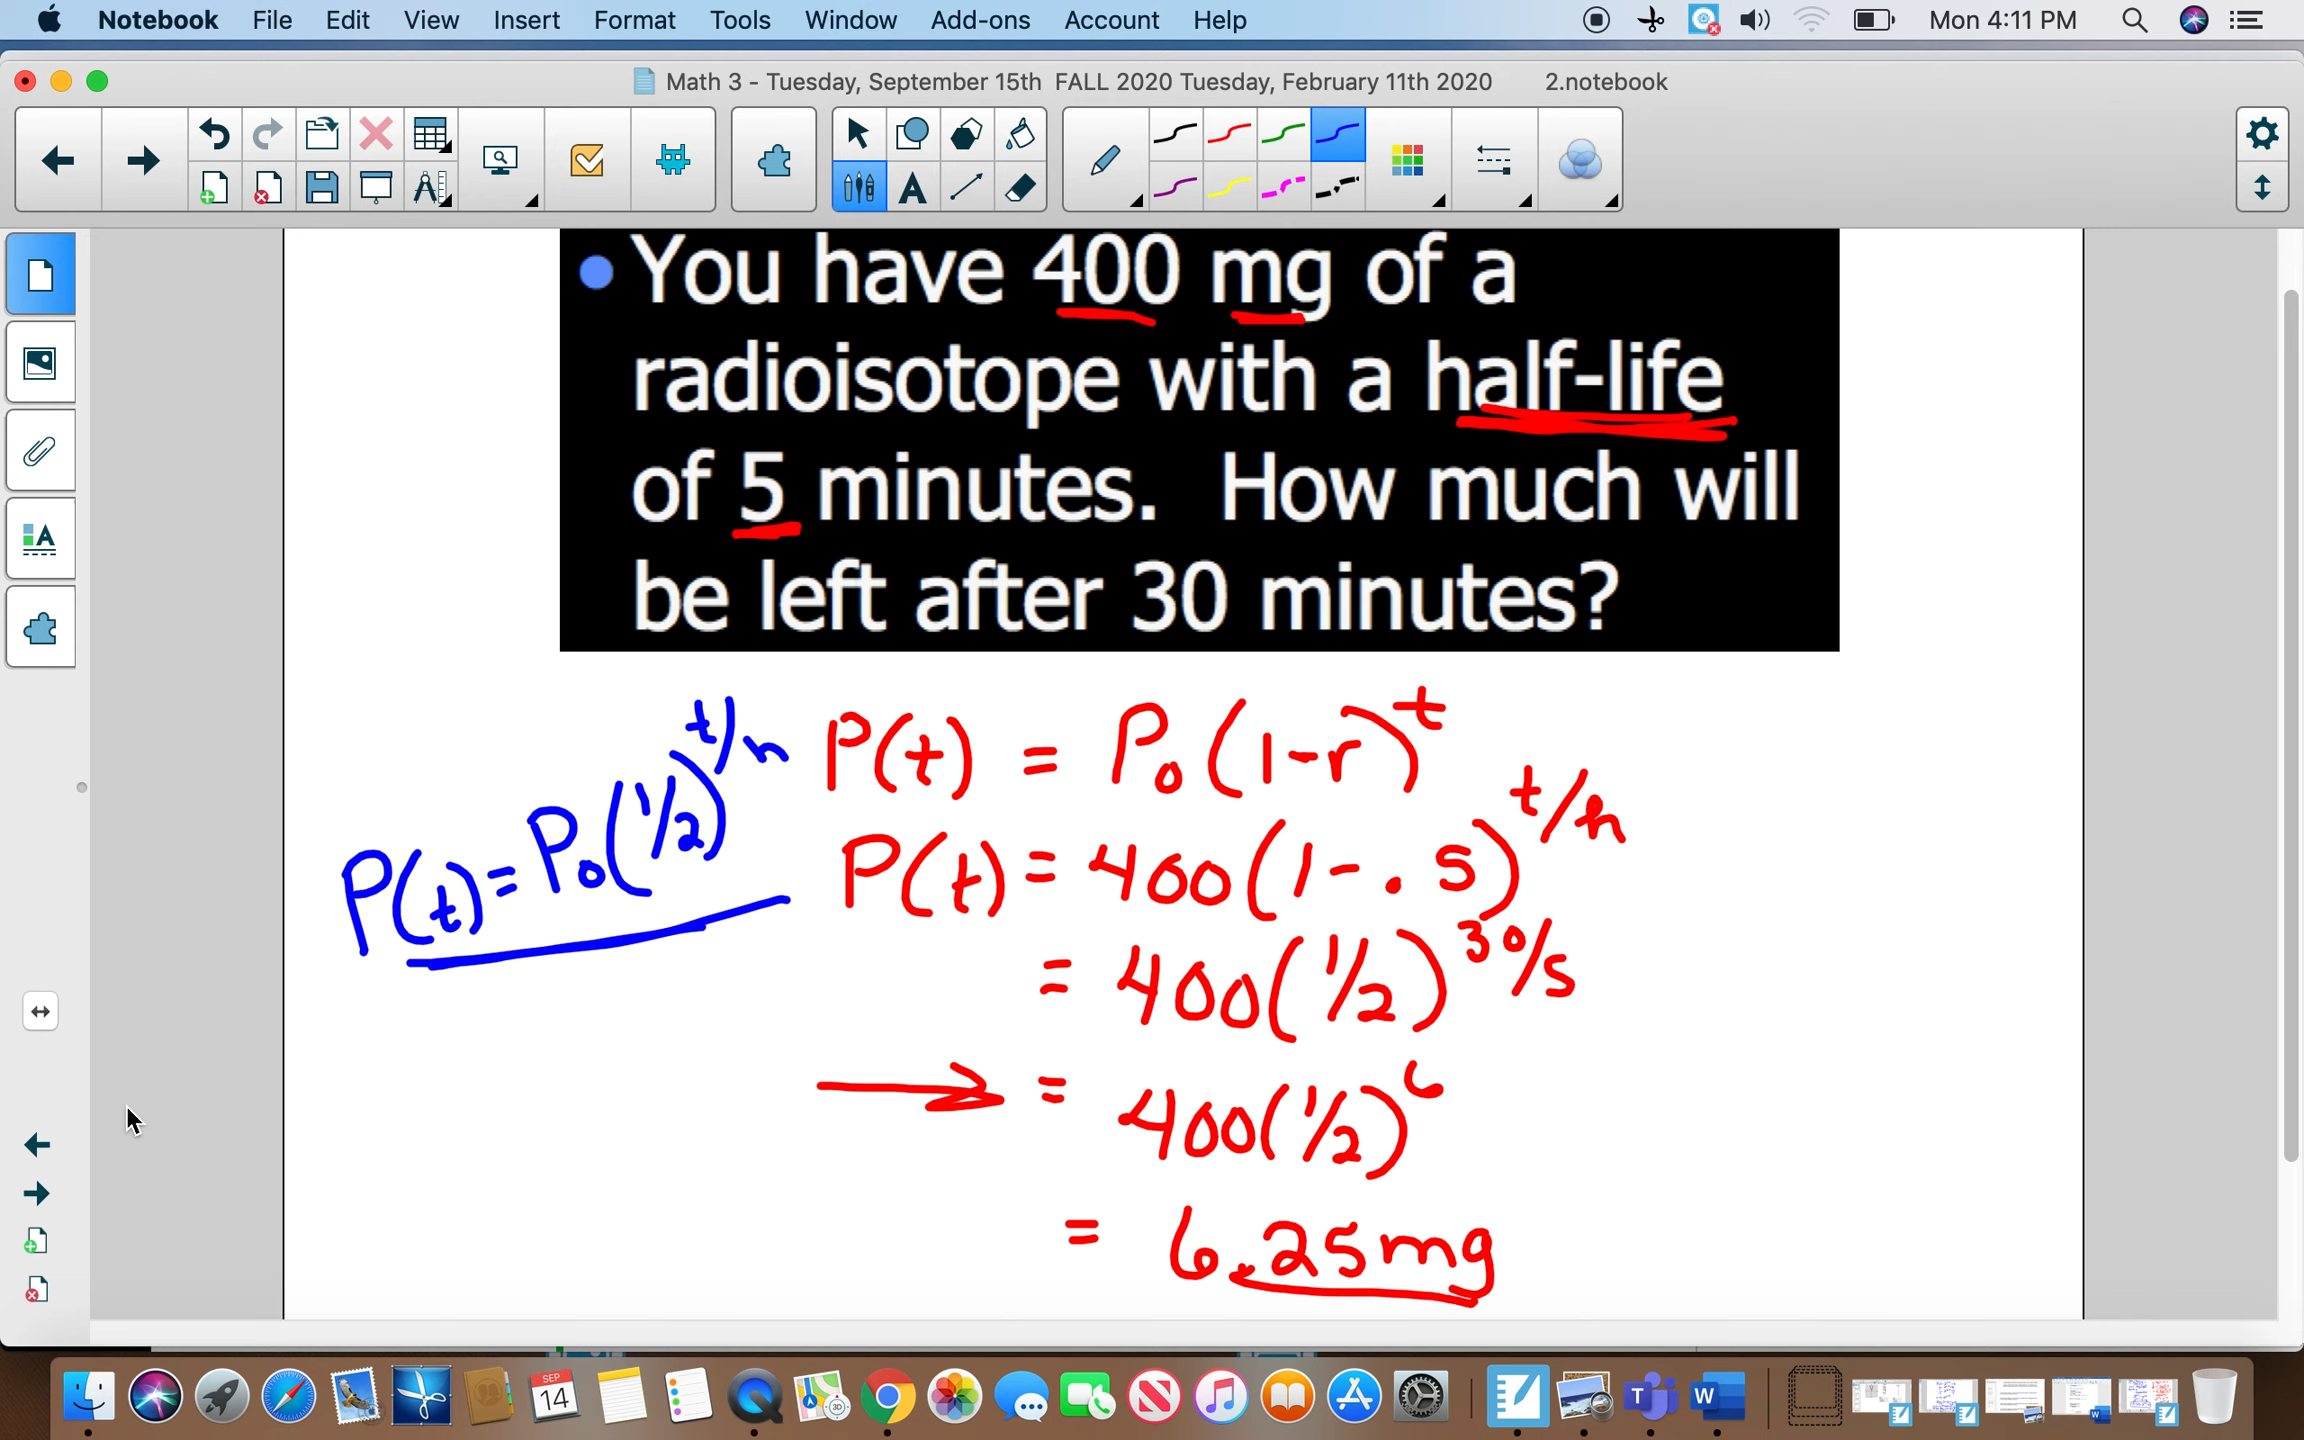 Notebook File Edit View Insert Format Tools Window Add-ons Account Help Mon 4:11 PM
Math 3 - Tuesday, September 15th FALL 2020 Tuesday, February 11th 2020 2.notebook
A
A
• You have 400 mg of a
radioisotope with a half-life
of 5 minutes. How much will
be left after 30 minutes?
P(t) = P₀(1/2)^t/h
P(t) = P₀(1-r)^t
P(t) = 400(1-.5)^t/h
= 400(1/2)^30/5
= 400(1/2)^6
= 6.25mg
SEP
14
3D
T
W